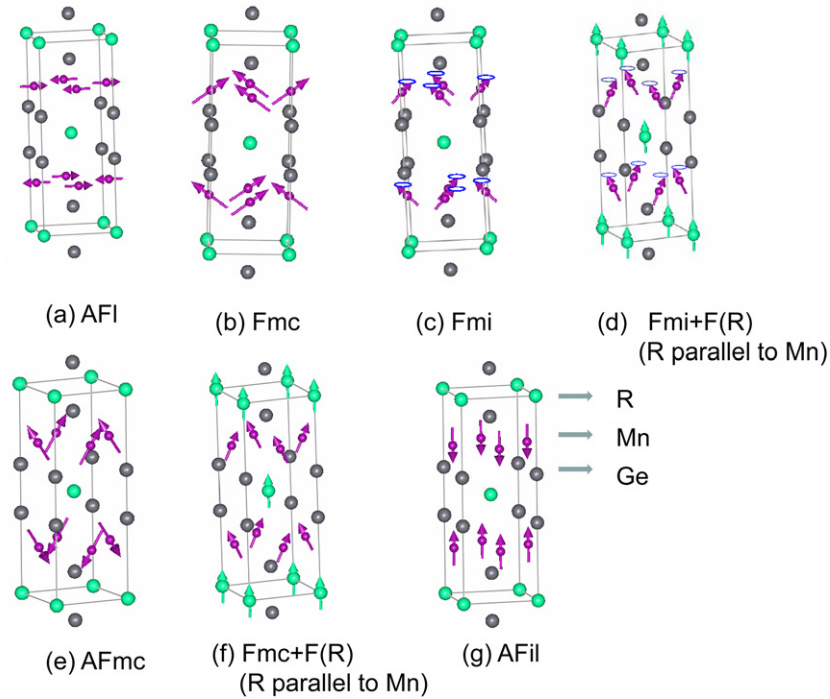 (a) AFl
(b) Fmc
(c) Fmi
(d) Fmi+F(R)
(R parallel to Mn)
R
Mn
Ge
(e) AFmc
(f) Fmc+F(R)
(R parallel to Mn)
(g) AFil